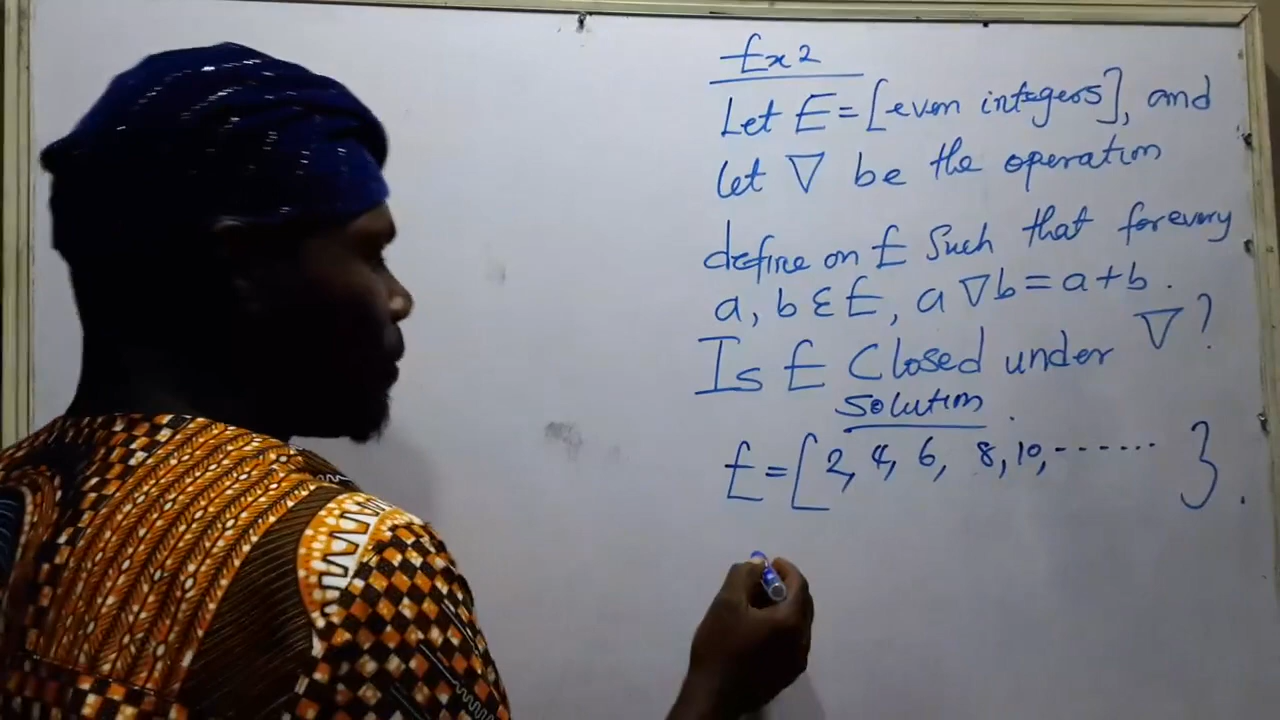 Ex 2
Let E = [even integers], and
let ∇ be the operation
define on E Such that for every
a, b ε E, a ∇ b = a + b.
Is E Closed under ∇?
Solution
E = [2, 4, 6, 8, 10, ------- }.